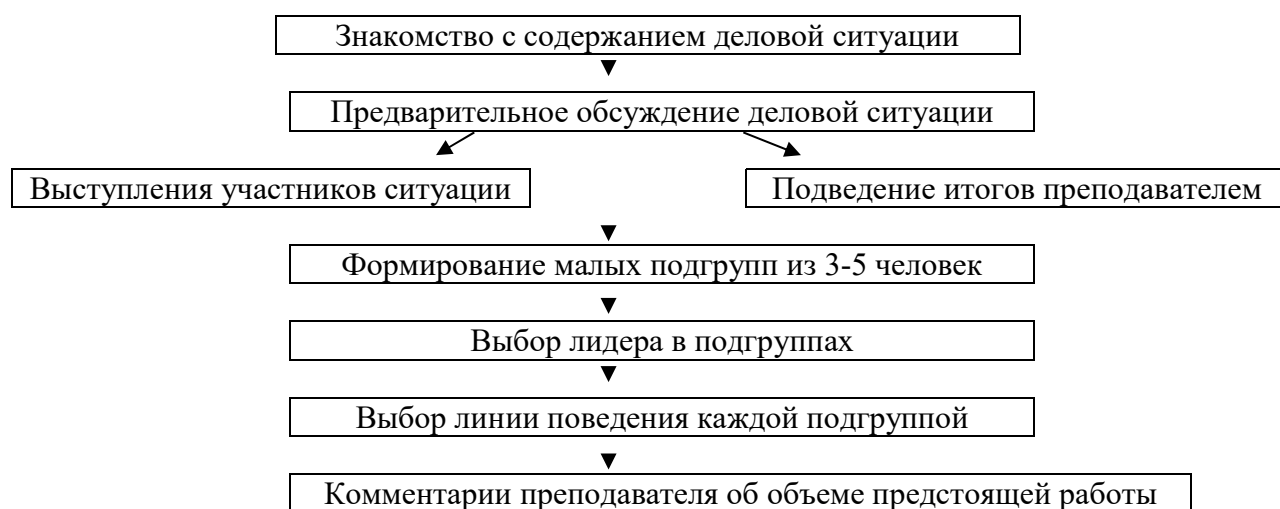 Знакомство с содержанием деловой ситуации
Предварительное обсуждение деловой ситуации
Выступления участников ситуации
Подведение итогов преподавателем
Формирование малых подгрупп из 3-5 человек
Выбор лидера в подгруппах
Выбор линии поведения каждой подгруппой
Комментарии преподавателя об объеме предстоящей работы